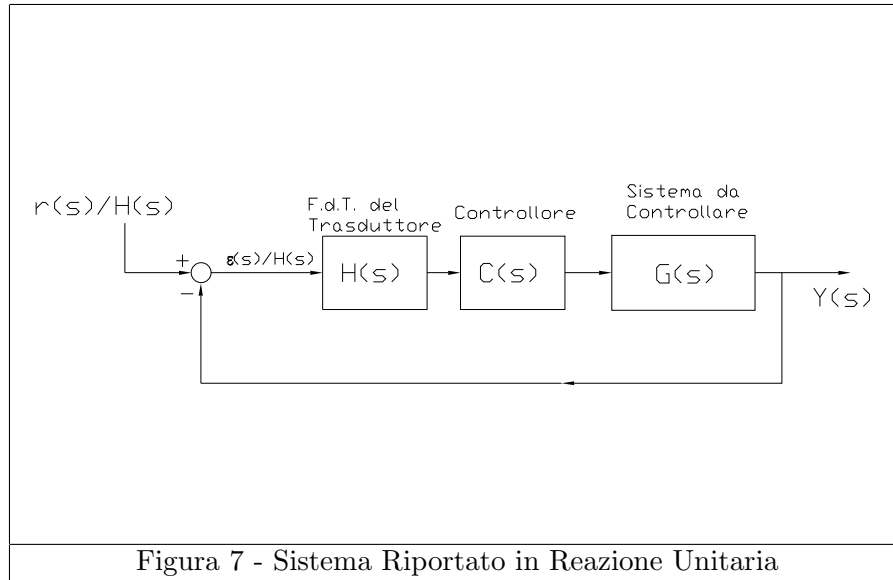 r(s)/H(s)
+
−
ε(s)/H(s)
F.d.T. del
Trasduttore
H(s)
Controllore
C(s)
Sistema da
Controllare
G(s)
Y(s)
Figura 7 - Sistema Riportato in Reazione Unitaria